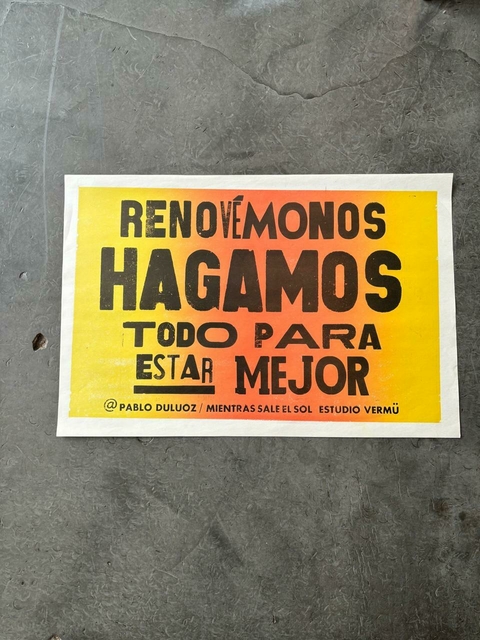 RENOVÉMONOS
HAGAMOS
TODO PARA
ESTAR MEJOR
@PABLO DULUOZ / MIENTRAS SALE EL SOL ESTUDIO VERMÜ